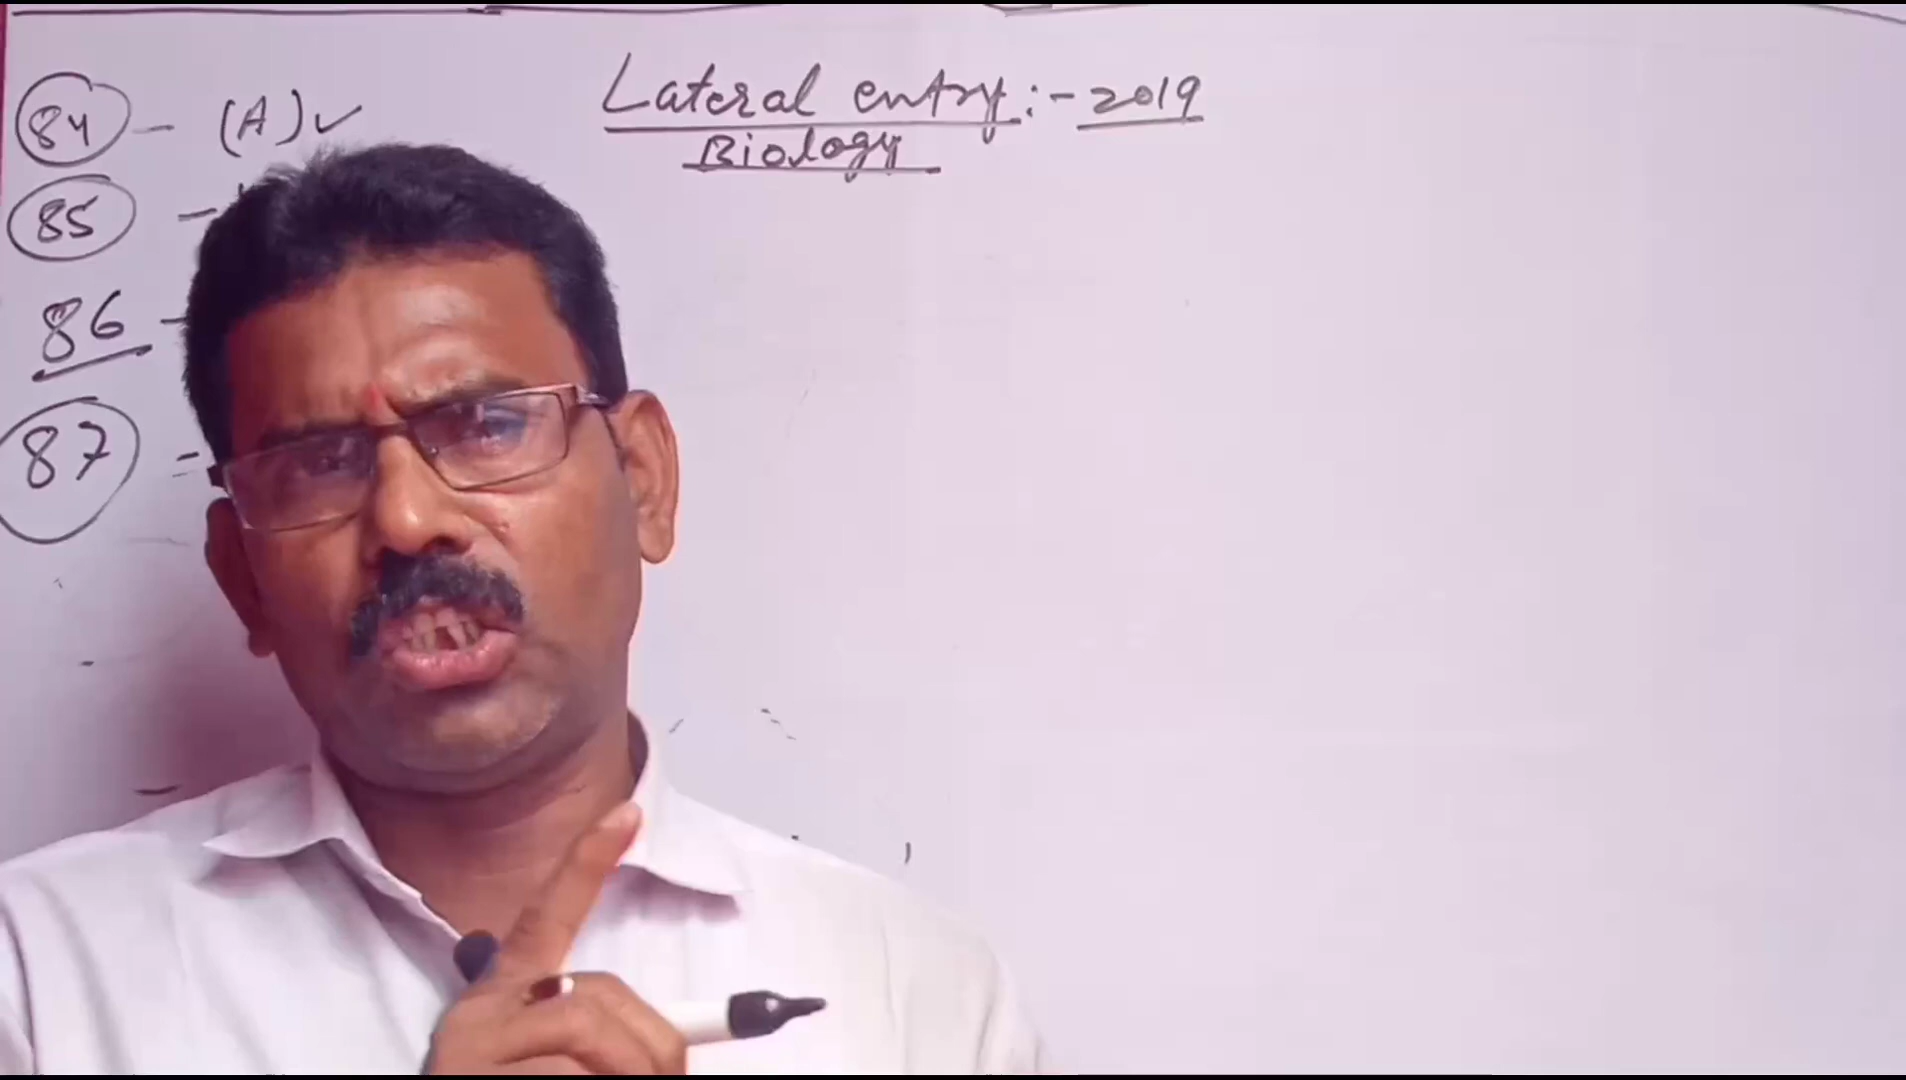 Lateral entry :- 2019
Biology
84 - (A) ✓
85 -
86 -
87 =